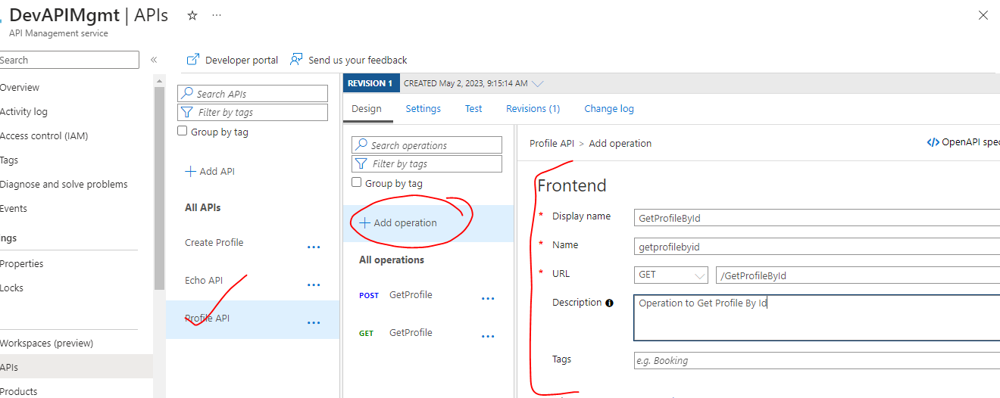 DevAPIMgmt | APIs ☆ ...
API Management service
Search «
Overview
Activity log
Access control (IAM)
Tags
Diagnose and solve problems
Events
ngs
Properties
Locks
Workspaces (preview)
APIs
Products
Developer portal Send us your feedback
Search APIs
Filter by tags
Group by tag
+ Add API
All APIs
Create Profile ...
Echo API ...
Profile API ...
REVISION 1 CREATED May 2, 2023, 9:15:14 AM
Design Settings Test Revisions (1) Change log
Search operations
Filter by tags
Group by tag
+ Add operation
All operations
POST GetProfile ...
GET GetProfile ...
Profile API > Add operation </> OpenAPI spec
Frontend
* Display name GetProfileById
* Name getprofilebyid
* URL GET /GetProfileById
Description Operation to Get Profile By Id
Tags e.g. Booking